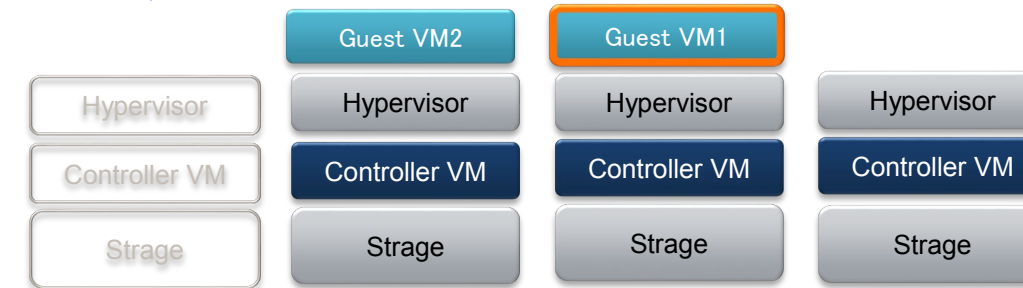 Guest VM2 Guest VM1
Hypervisor Hypervisor Hypervisor Hypervisor
Controller VM Controller VM Controller VM Controller VM
Strage Strage Strage Strage